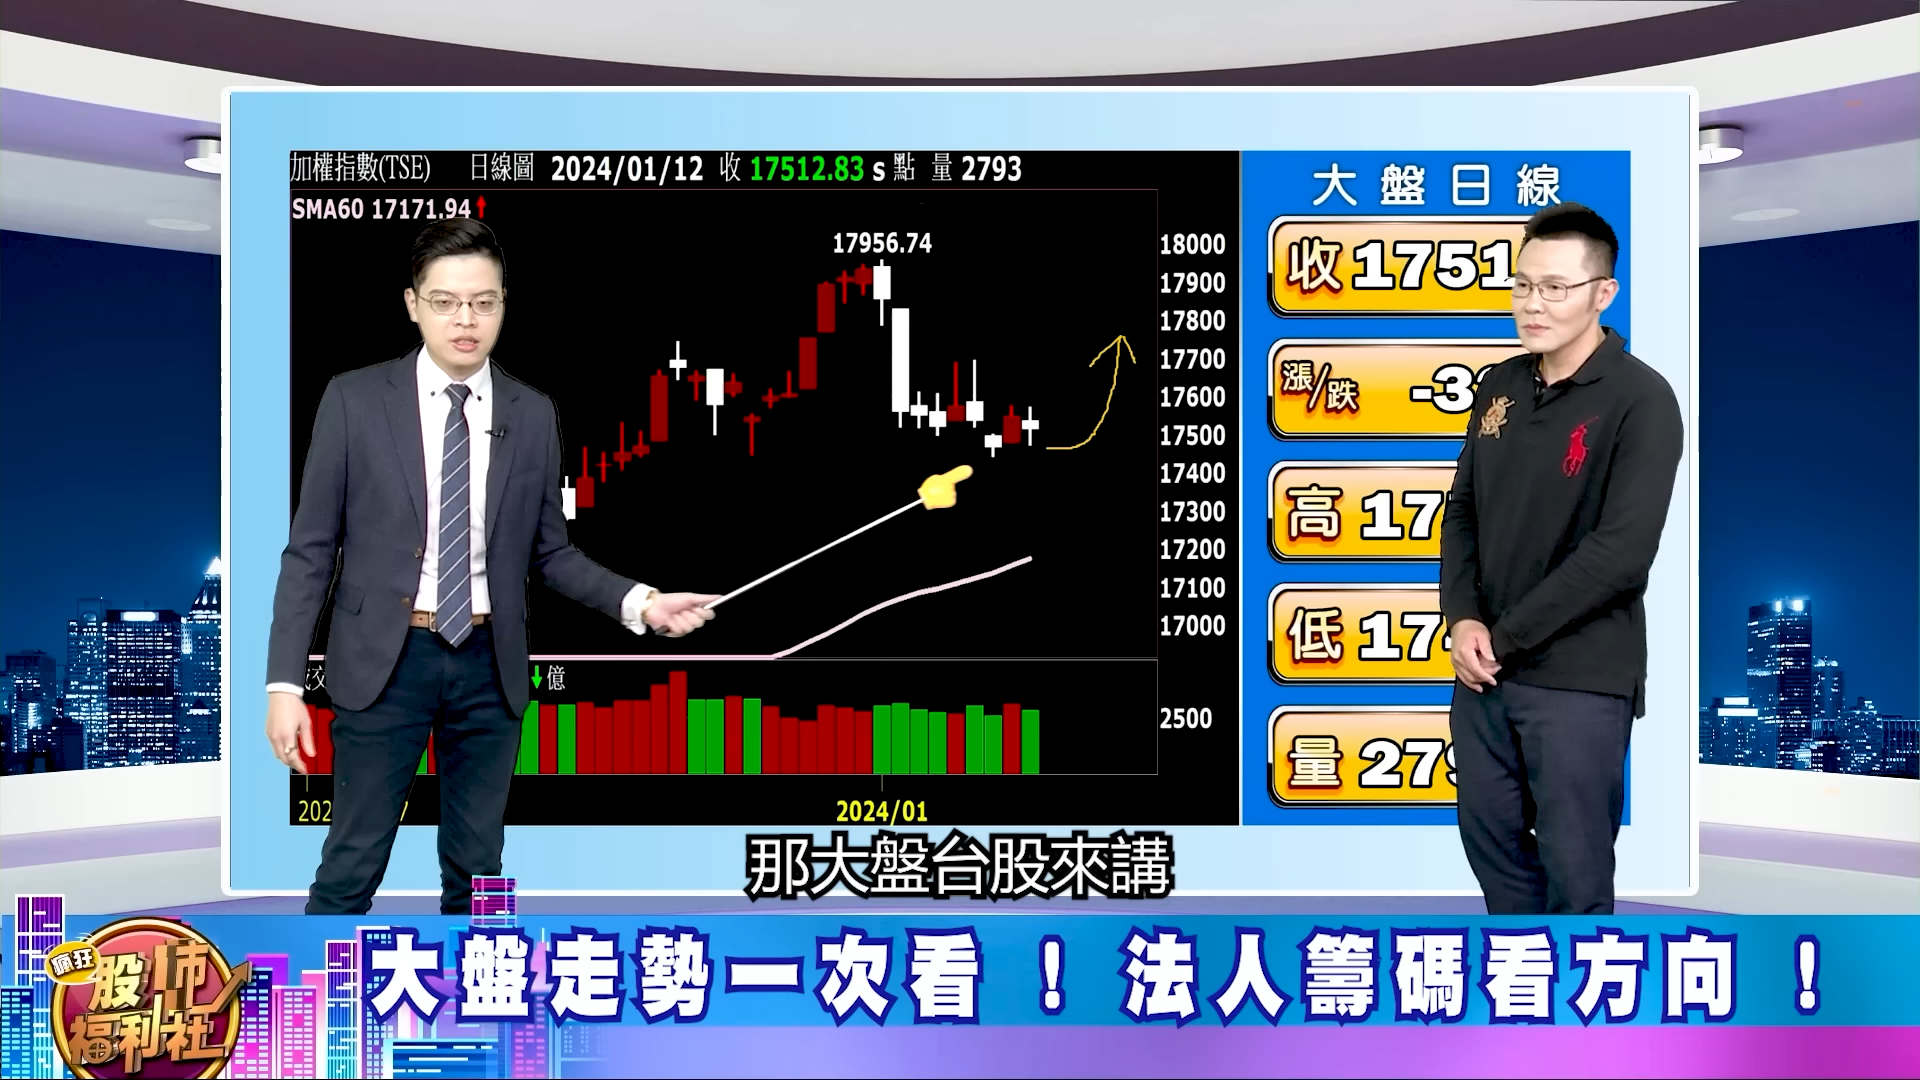 加權指數(TSE) 日線圖 2024/01/12 收 17512.83 s 點 量 2793
SMA60 17171.94
17956.74
18000
17900
17800
17700
17600
17500
17400
17300
17200
17100
17000
億
2500
2024/01
大盤日線
收 1751
漲/跌 -3
高 17
低 17
量 279
那大盤台股來講
大盤走勢一次看！法人籌碼看方向！
瘋狂
股市
福利社